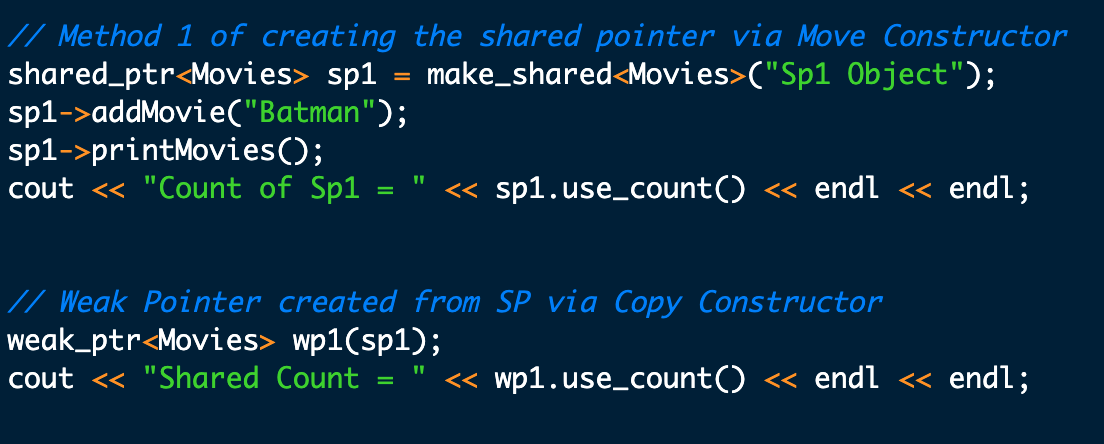 // Method 1 of creating the shared pointer via Move Constructor
shared_ptr<Movies> sp1 = make_shared<Movies>("Sp1 Object");
sp1->addMovie("Batman");
sp1->printMovies();
cout << "Count of Sp1 = " << sp1.use_count() << endl << endl;
// Weak Pointer created from SP via Copy Constructor
weak_ptr<Movies> wp1(sp1);
cout << "Shared Count = " << wp1.use_count() << endl << endl;